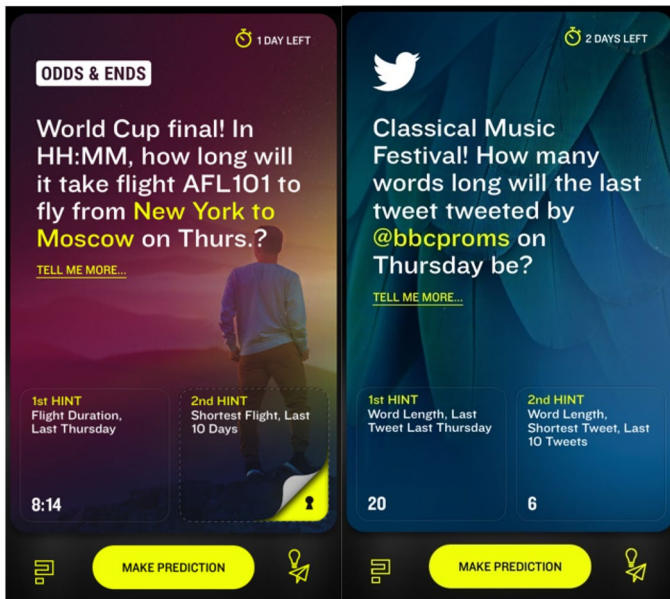 1 DAY LEFT
ODDS & ENDS
World Cup final! In
HH:MM, how long will
it take flight AFL101 to
fly from New York to
Moscow on Thurs.?
TELL ME MORE...
1st HINT
Flight Duration,
Last Thursday
8:14
2nd HINT
Shortest Flight, Last
10 Days
MAKE PREDICTION
2 DAYS LEFT
Classical Music
Festival! How many
words long will the last
tweet tweeted by
@bbcproms on
Thursday be?
TELL ME MORE...
1st HINT
Word Length, Last
Tweet Last Thursday
20
2nd HINT
Word Length,
Shortest Tweet, Last
10 Tweets
6
MAKE PREDICTION